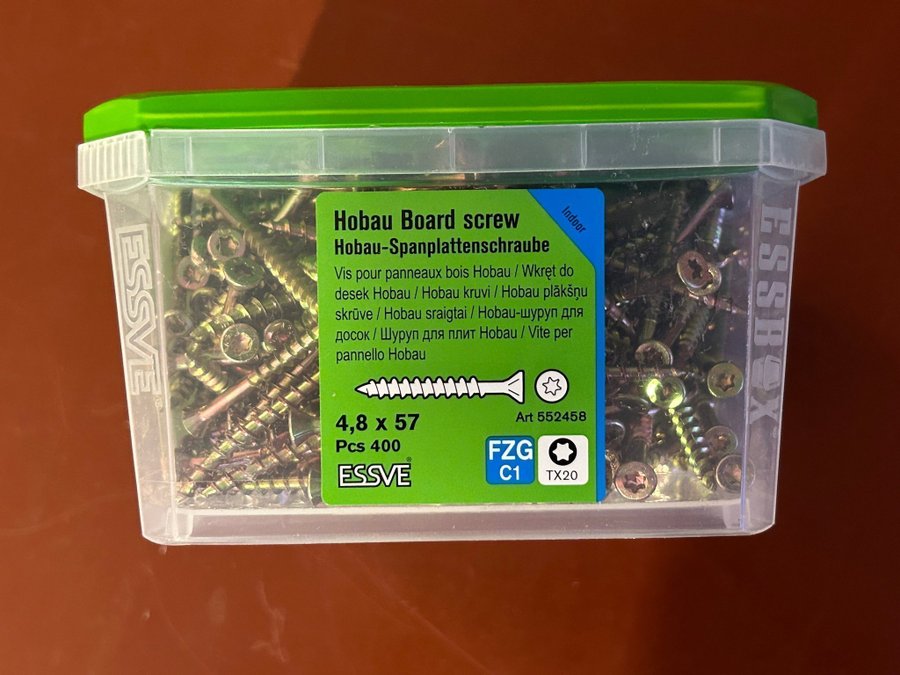 Indoor
Hobau Board screw
Hobau-Spanplattenschraube
Vis pour panneaux bois Hobau / Wkręt do
desek Hobau / Hobau kruvi / Hobau plākšņu
skrūve / Hobau sraigtai / Hobau-шуруп для
досок / Шуруп для плит Hobau / Vite per
pannello Hobau
Art 552458
4,8 x 57
Pcs 400
ESSVE®
FZG
C1
TX20
ESSVE®
ESSBOX